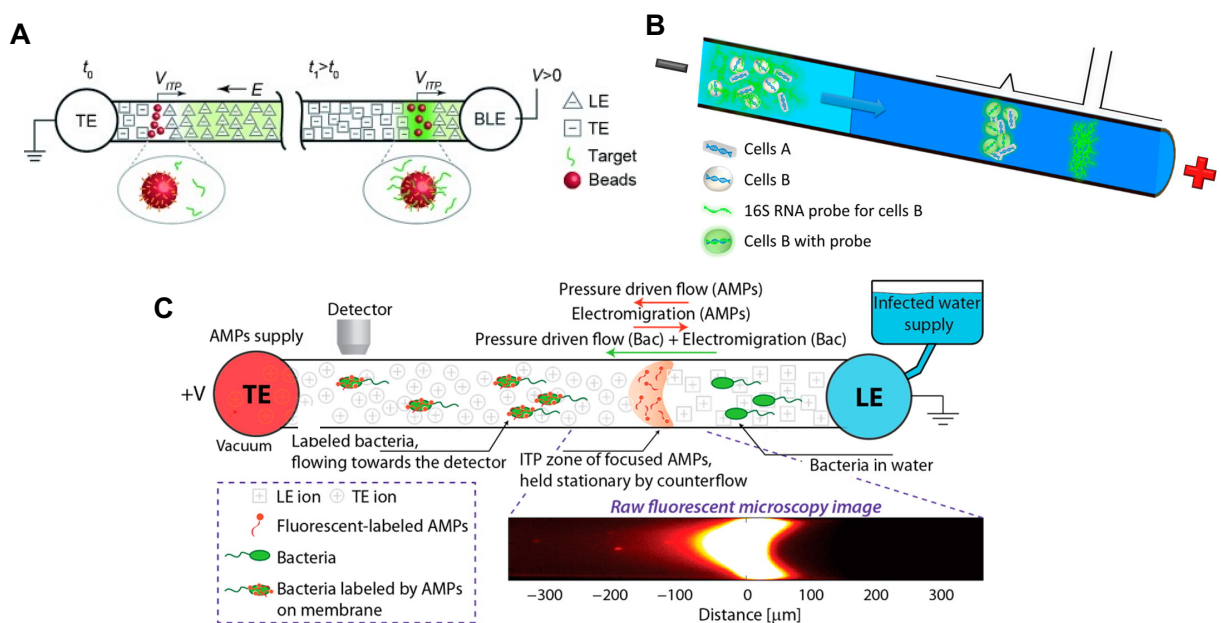 A
t0
t1>t0
VITP
E
VITP
V>0
TE
BLE
LE
TE
Target
Beads
B
Cells A
Cells B
16S RNA probe for cells B
Cells B with probe
C
Pressure driven flow (AMPs)
Electromigration (AMPs)
Pressure driven flow (Bac) + Electromigration (Bac)
Detector
AMPs supply
Infected water
supply
+V
TE
LE
Vacuum
Labeled bacteria,
flowing towards the detector
ITP zone of focused AMPs,
held stationary by counterflow
Bacteria in water
LE ion
TE ion
Fluorescent-labeled AMPs
Bacteria
Bacteria labeled by AMPs
on membrane
Raw fluorescent microscopy image
−300 −200 −100 0 100 200 300
Distance [μm]